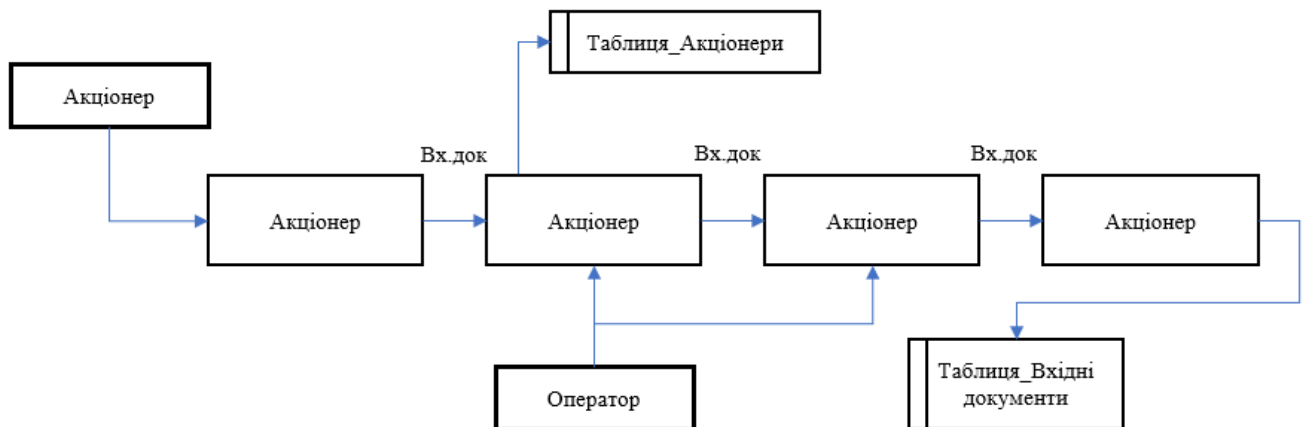 Таблиця_Акціонери
Акціонер
Вх.док
Вх.док
Вх.док
Акціонер
Акціонер
Акціонер
Акціонер
Оператор
Таблиця_Вхідні
документи